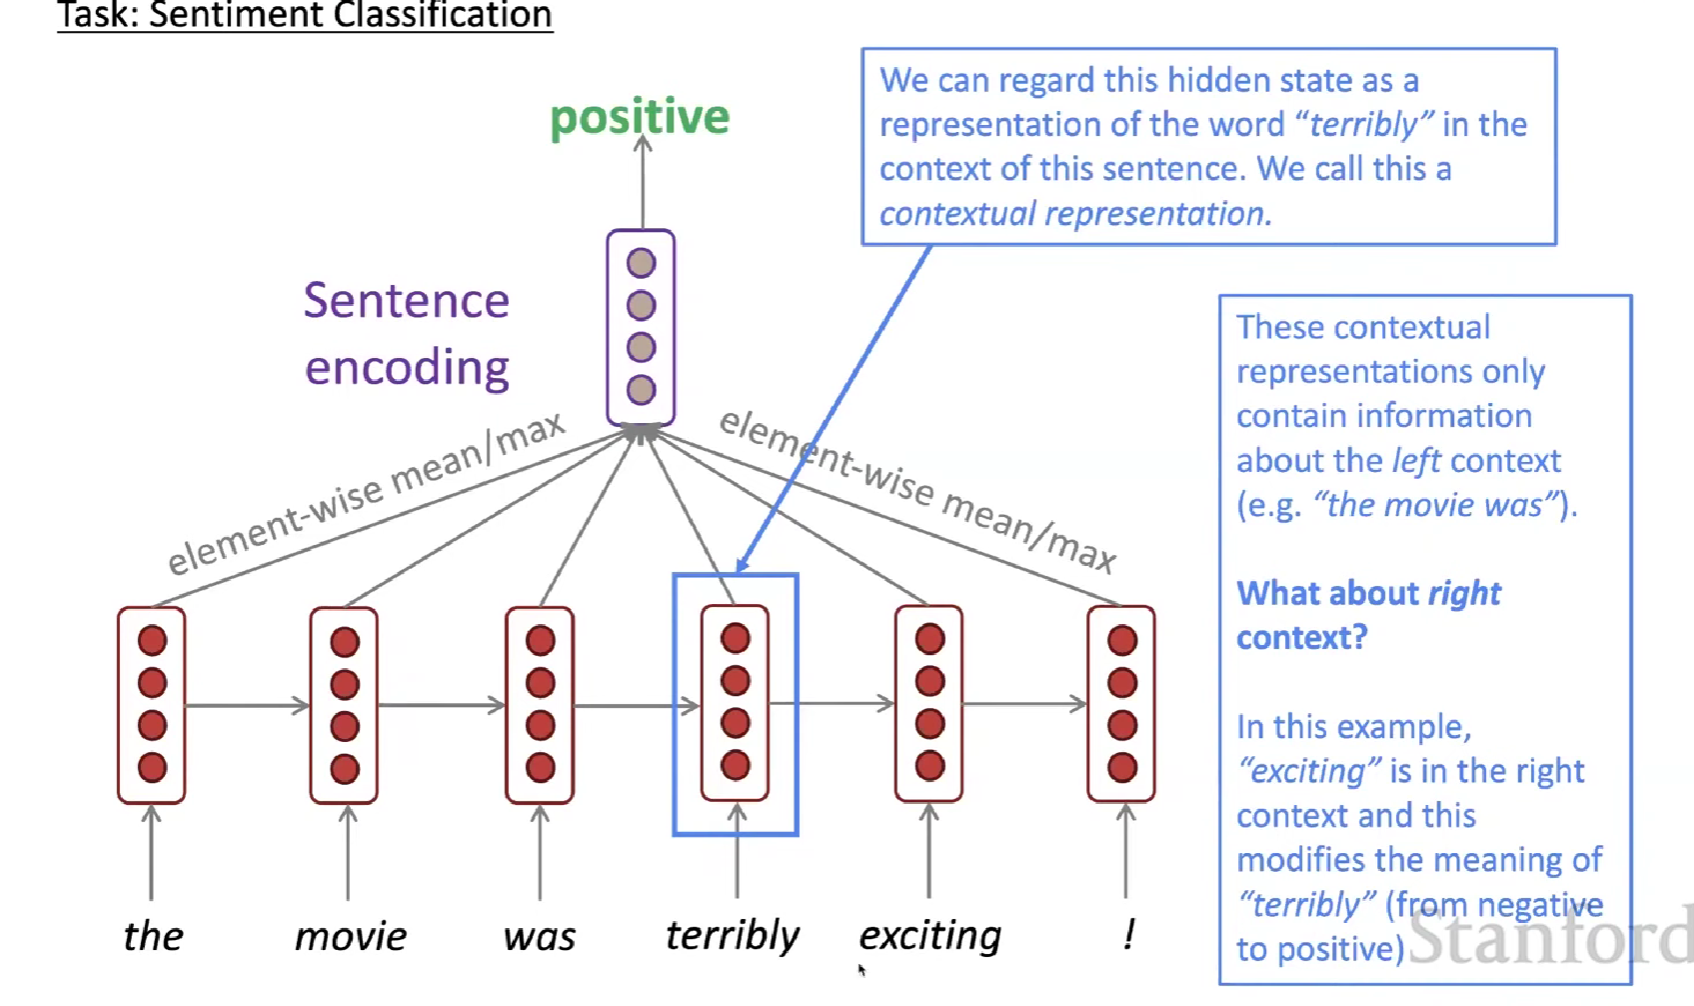 Task: Sentiment Classification
positive
We can regard this hidden state as a
representation of the word “terribly” in the
context of this sentence. We call this a
contextual representation.
Sentence
encoding
element-wise mean/max
element-wise mean/max
These contextual
representations only
contain information
about the left context
(e.g. “the movie was”).
What about right
context?
In this example,
“exciting” is in the right
context and this
modifies the meaning of
“terribly” (from negative
to positive)
the movie was terribly exciting !
Stanford